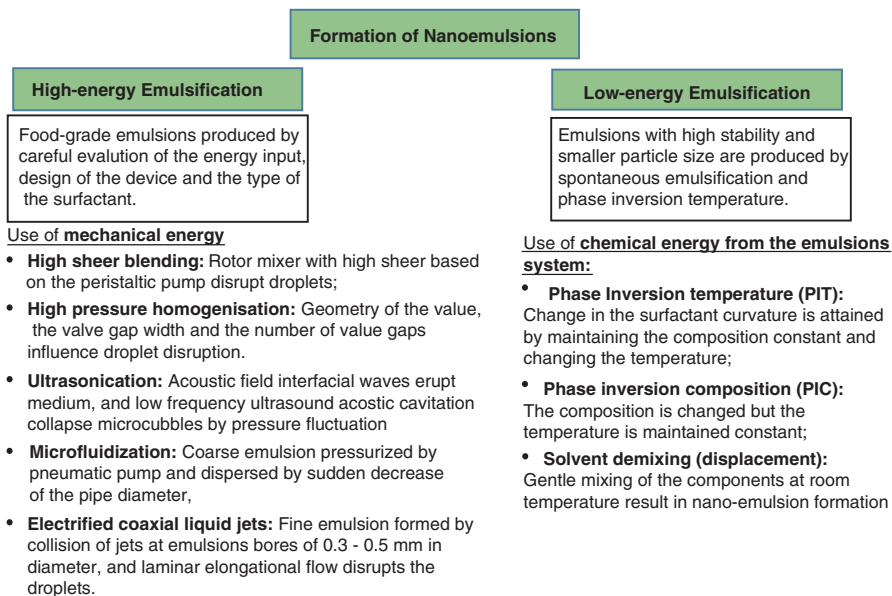 Formation of Nanoemulsions
High-energy Emulsification
Food-grade emulsions produced by
careful evalution of the energy input,
design of the device and the type of
the surfactant.
Use of mechanical energy
• High sheer blending: Rotor mixer with high sheer based
on the peristaltic pump disrupt droplets;
• High pressure homogenisation: Geometry of the value,
the valve gap width and the number of value gaps
influence droplet disruption.
• Ultrasonication: Acoustic field interfacial waves erupt
medium, and low frequency ultrasound acostic cavitation
collapse microcubbles by pressure fluctuation
• Microfluidization: Coarse emulsion pressurized by
pneumatic pump and dispersed by sudden decrease
of the pipe diameter,
• Electrified coaxial liquid jets: Fine emulsion formed by
collision of jets at emulsions bores of 0.3 - 0.5 mm in
diameter, and laminar elongational flow disrupts the
droplets.
Low-energy Emulsification
Emulsions with high stability and
smaller particle size are produced by
spontaneous emulsification and
phase inversion temperature.
Use of chemical energy from the emulsions
system:
• Phase Inversion temperature (PIT):
Change in the surfactant curvature is attained
by maintaining the composition constant and
changing the temperature;
• Phase inversion composition (PIC):
The composition is changed but the
temperature is maintained constant;
• Solvent demixing (displacement):
Gentle mixing of the components at room
temperature result in nano-emulsion formation